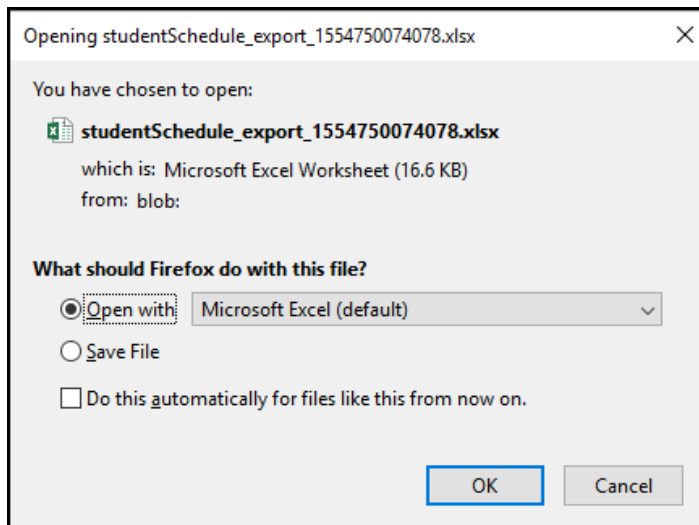 Opening studentSchedule_export_1554750074078.xlsx
You have chosen to open:
studentSchedule_export_1554750074078.xlsx
which is: Microsoft Excel Worksheet (16.6 KB)
from: blob:
What should Firefox do with this file?
Open with Microsoft Excel (default)
Save File
Do this automatically for files like this from now on.
OK Cancel